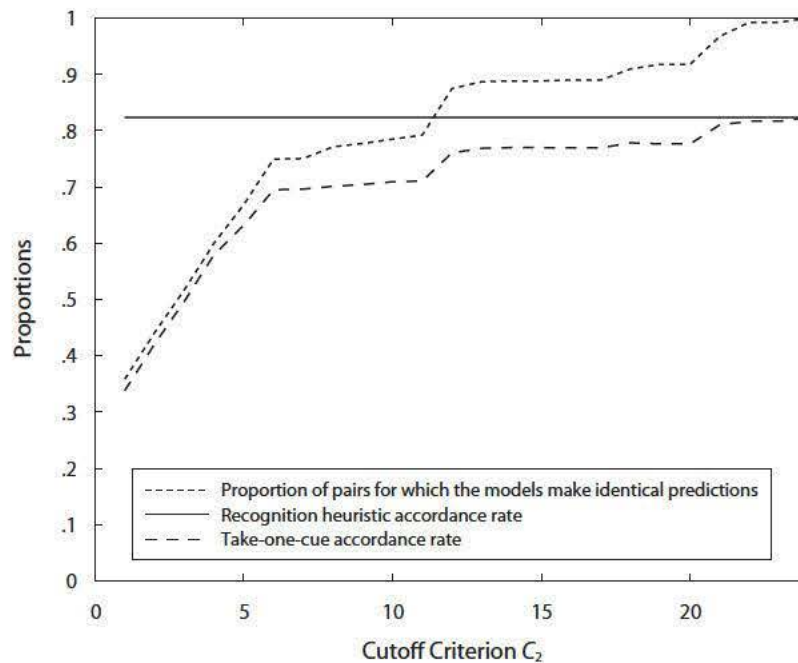 1
.9
.8
.7
.6
.5
.4
.3
.2
.1
0
Proportions
Proportion of pairs for which the models make identical predictions
Recognition heuristic accordance rate
Take-one-cue accordance rate
0 5 10 15 20
Cutoff Criterion C₂